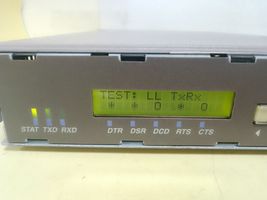 TEST: LL TxRx
* * 0 * 0
STAT TXD RXD
DTR DSR DCD RTS CTS